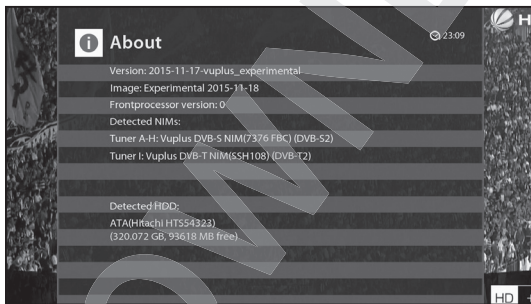 About
23:09
Version: 2015-11-17-vuplus_experimental
Image: Experimental 2015-11-18
Frontprocessor version: 0
Detected NIMs:
Tuner A-H: Vuplus DVB-S NIM(7376 FBC) (DVB-S2)
Tuner I: Vuplus DVB-T NIM(SSH108) (DVB-T2)
Detected HDD:
ATA(Hitachi HTS54323)
(320.072 GB, 93618 MB free)
HD